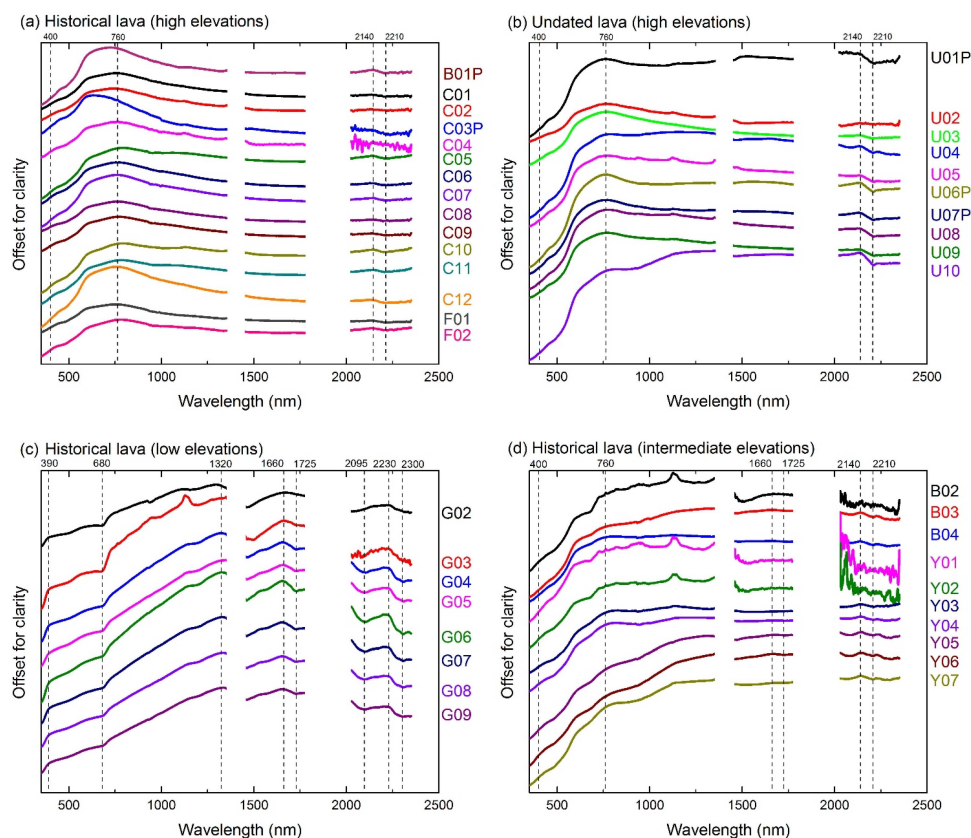 (a) Historical lava (high elevations)
400 760 2140 2210
B01P
C01
C02
C03P
C04
C05
C06
C07
C08
C09
C10
C11
C12
F01
F02
Offset for clarity
500 1000 1500 2000 2500
Wavelength (nm)
(b) Undated lava (high elevations)
400 760 2140 2210
U01P
U02
U03
U04
U05
U06P
U07P
U08
U09
U10
Offset for clarity
500 1000 1500 2000 2500
Wavelength (nm)
(c) Historical lava (low elevations)
390 680 1320 1660 1725 2095 2230 2300
G02
G03
G04
G05
G06
G07
G08
G09
Offset for clarity
500 1000 1500 2000 2500
Wavelength (nm)
(d) Historical lava (intermediate elevations)
400 760 1660 1725 2140 2210
B02
B03
B04
Y01
Y02
Y03
Y04
Y05
Y06
Y07
Offset for clarity
500 1000 1500 2000 2500
Wavelength (nm)